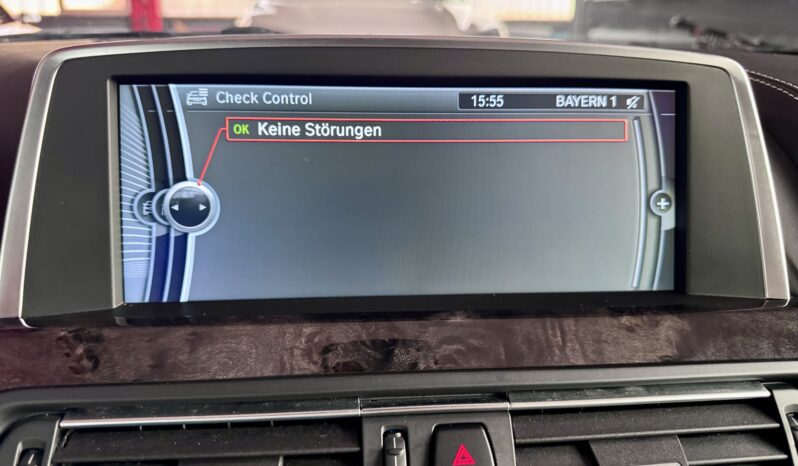 Check Control 15:55 BAYERN 1
OK Keine Störungen